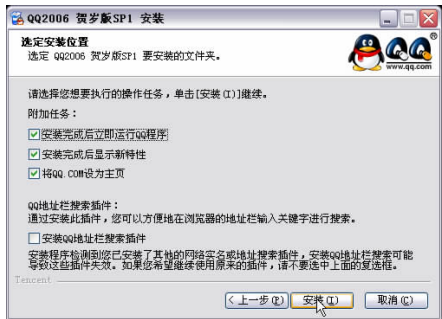 QQ2006 贺岁版SP1 安装
选定安装位置
选定 QQ2006 贺岁版SP1 要安装的文件夹。
QQ
www.qq.com
请选择您想要执行的操作任务，单击[安装(I)]继续。
附加任务：
安装完成后立即运行QQ程序
安装完成后显示新特性
将QQ.COM设为主页
QQ地址栏搜索插件：
通过安装此插件，您可以方便地在浏览器的地址栏输入关键字进行搜索。
安装QQ地址栏搜索插件
安装程序检测到您已安装了其他的网络实名或地址搜索插件，安装QQ地址栏搜索可能
导致这些插件失效。如果您希望继续使用原来的插件，请不要选中上面的复选框。
Tencent
<上一步(P) 安装(I) 取消(C)